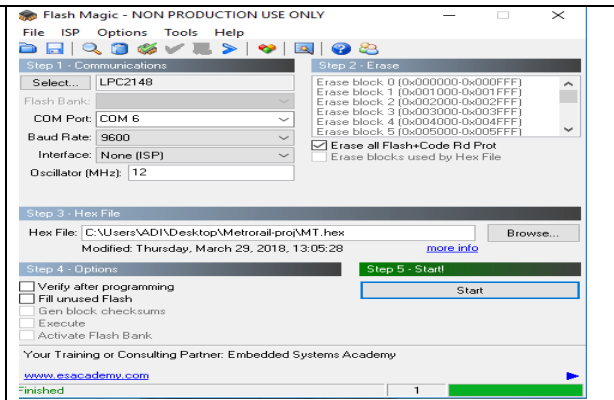 Flash Magic - NON PRODUCTION USE ONLY
File ISP Options Tools Help
Step 1 - Communications
Select... LPC2148
Flash Bank:
COM Port: COM 6
Baud Rate: 9600
Interface: None (ISP)
Oscillator (MHz): 12
Step 2 - Erase
Erase block 0 (0x000000-0x000FFF)
Erase block 1 (0x001000-0x001FFF)
Erase block 2 (0x002000-0x002FFF)
Erase block 3 (0x003000-0x003FFF)
Erase block 4 (0x004000-0x004FFF)
Erase block 5 (0x005000-0x005FFF)
Erase all Flash+Code Rd Prot
Erase blocks used by Hex File
Step 3 - Hex File
Hex File: C:\Users\ADI\Desktop\Metrorail-proj\MT.hex Browse...
Modified: Thursday, March 29, 2018, 13:05:28 more info
Step 4 - Options
Verify after programming
Fill unused Flash
Gen block checksums
Execute
Activate Flash Bank
Step 5 - Start!
Start
Your Training or Consulting Partner: Embedded Systems Academy
www.esacademy.com
Finished 1